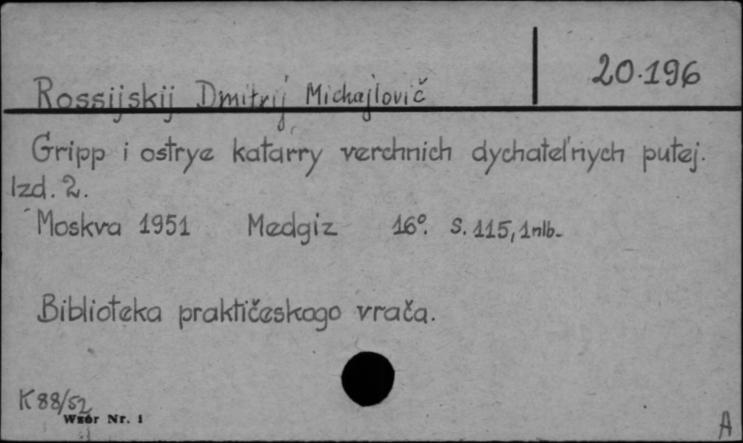 20.196
Rossijskij Dmitrij Michajlovič
Gripp i ostrye katarry verchnich dychatel'nych putej.
Izd. 2.
Moskva 1951 Medgiz 16°. S. 115, 1 nlb.
Biblioteka praktičeskogo vrača.
K 88/52
Wzór Nr. 1
A